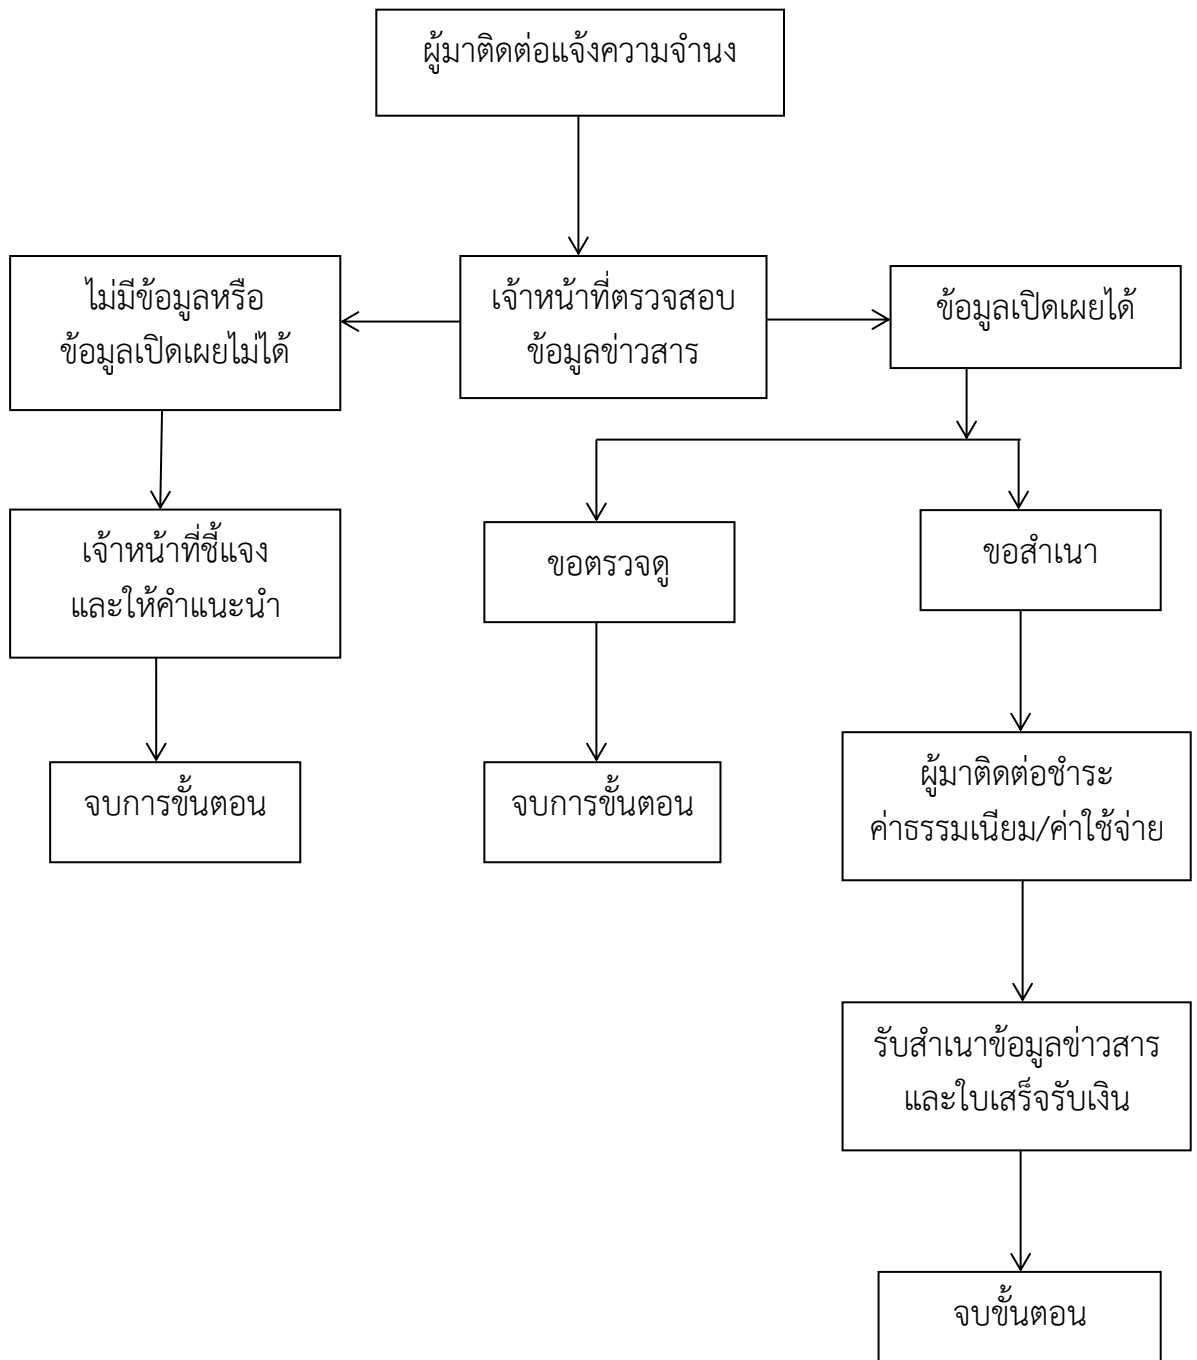 ผู้มาติดต่อแจ้งความจำนง
ไม่มีข้อมูลหรือ
ข้อมูลเปิดเผยไม่ได้
เจ้าหน้าที่ตรวจสอบ
ข้อมูลข่าวสาร
ข้อมูลเปิดเผยได้
เจ้าหน้าที่ชี้แจง
และให้คำแนะนำ
ขอตรวจดู
ขอสำเนา
จบการขั้นตอน
จบการขั้นตอน
ผู้มาติดต่อชำระ
ค่าธรรมเนียม/ค่าใช้จ่าย
รับสำเนาข้อมูลข่าวสาร
และใบเสร็จรับเงิน
จบขั้นตอน